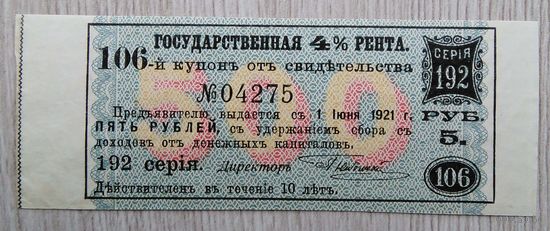 ГОСУДАРСТВЕННАЯ 4% РЕНТА.
106-й купонъ отъ свидѣтельства
СЕРІЯ
192
500
№04275
Предъявителю выдается съ 1 Іюня 1921 г.
РУБ.
ПЯТЬ РУБЛЕЙ, съ удержаніемъ сбора съ
5.
доходовъ отъ денежныхъ капиталовъ.
192 серія. Директоръ
106
Дѣйствителенъ въ теченіе 10 лѣтъ.